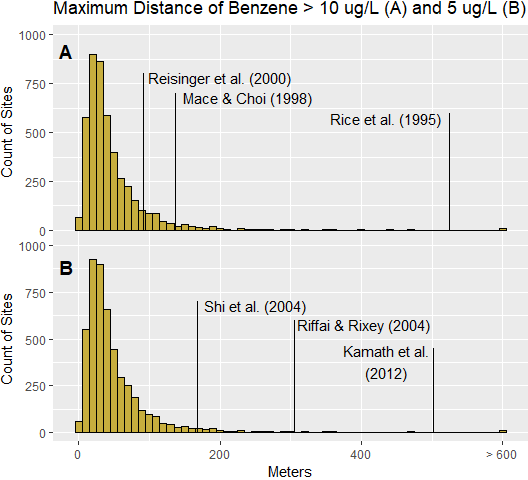 Maximum Distance of Benzene > 10 ug/L (A) and 5 ug/L (B)
1000
A
Reisinger et al. (2000)
750
Mace & Choi (1998)
Rice et al. (1995)
Count of Sites
500
250
0
1000
B
750
Shi et al. (2004)
Riffai & Rixey (2004)
Kamath et al.
(2012)
Count of Sites
500
250
0
0 200 400 > 600
Meters